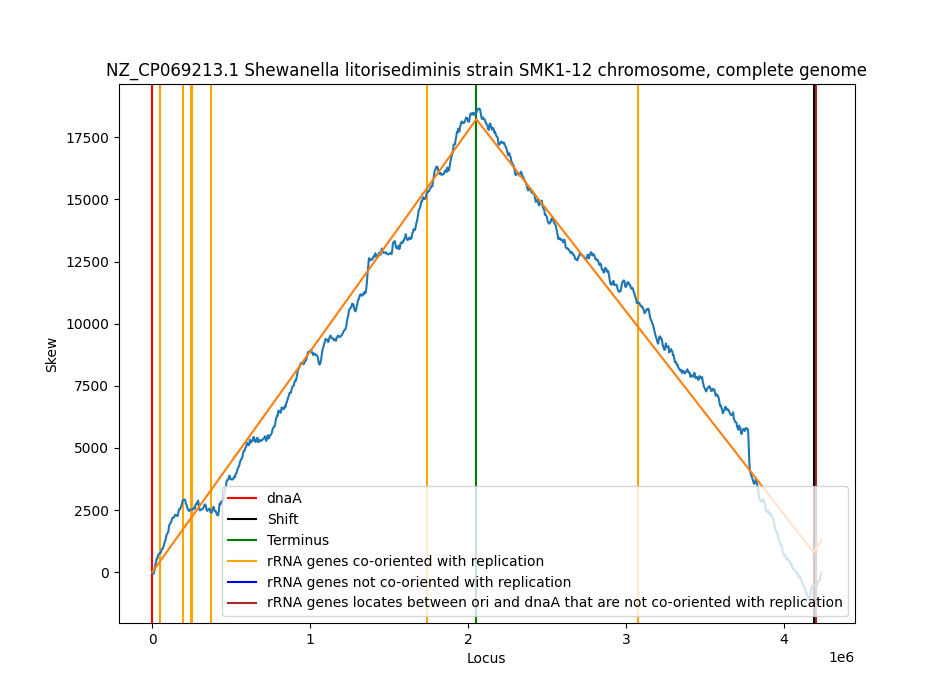 NZ_CP069213.1 Shewanella litorisediminis strain SMK1-12 chromosome, complete genome
Skew
17500
15000
12500
10000
7500
5000
2500
0
dnaA
Shift
Terminus
rRNA genes co-oriented with replication
rRNA genes not co-oriented with replication
rRNA genes locates between ori and dnaA that are not co-oriented with replication
0 1 2 3 4
1e6
Locus